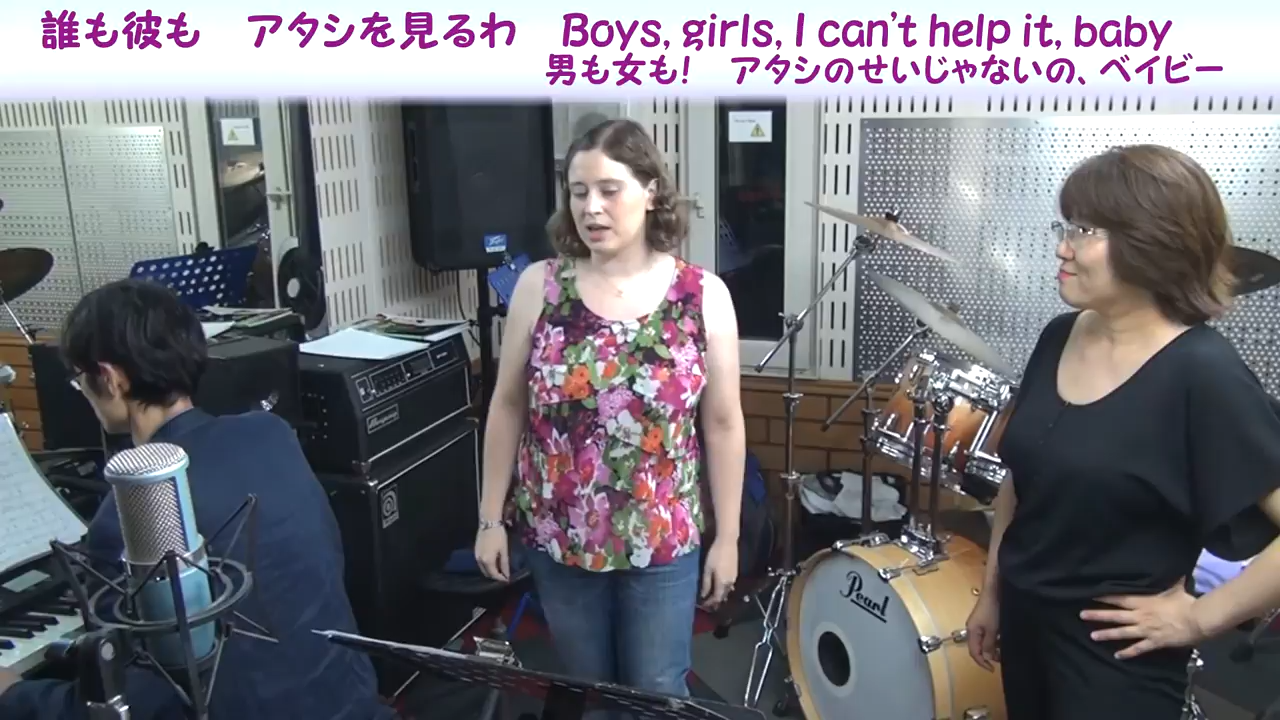 誰も彼も　アタシを見るわ　Boys, girls, I can't help it, baby
男も女も!　アタシのせいじゃないの、ベイビー
Pearl